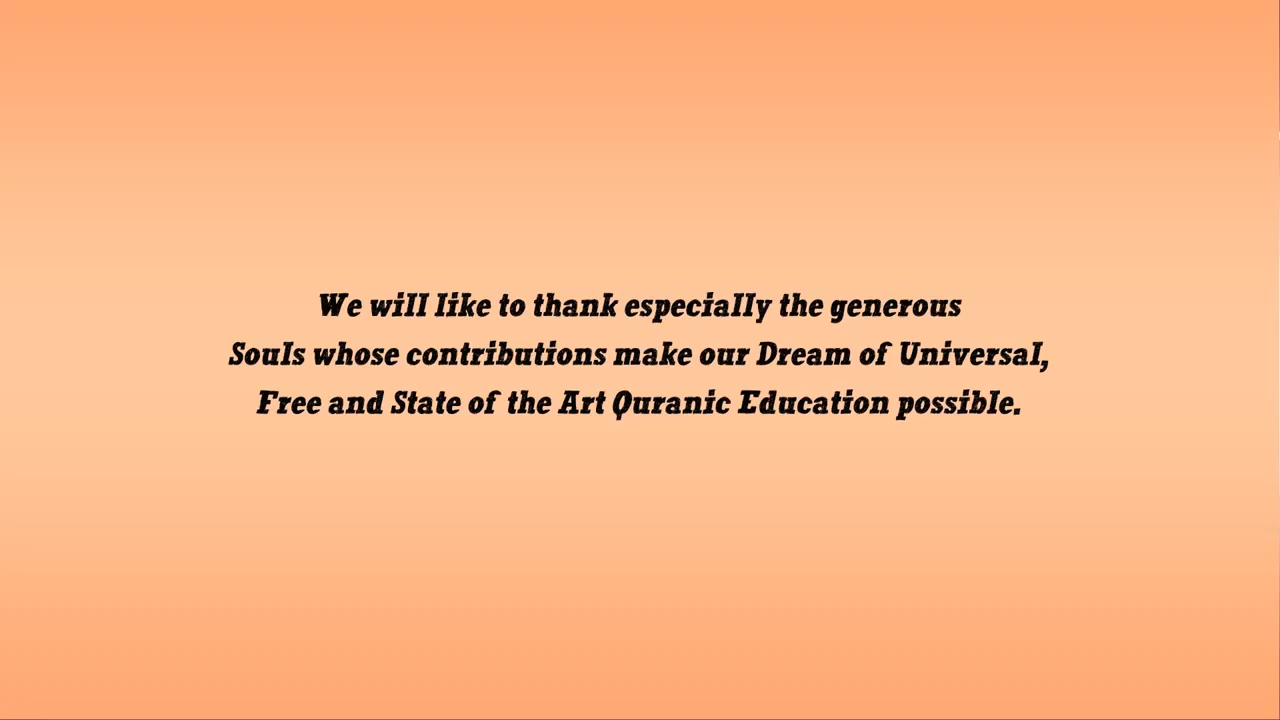 We will like to thank especially the generous
Souls whose contributions make our Dream of Universal,
Free and State of the Art Quranic Education possible.